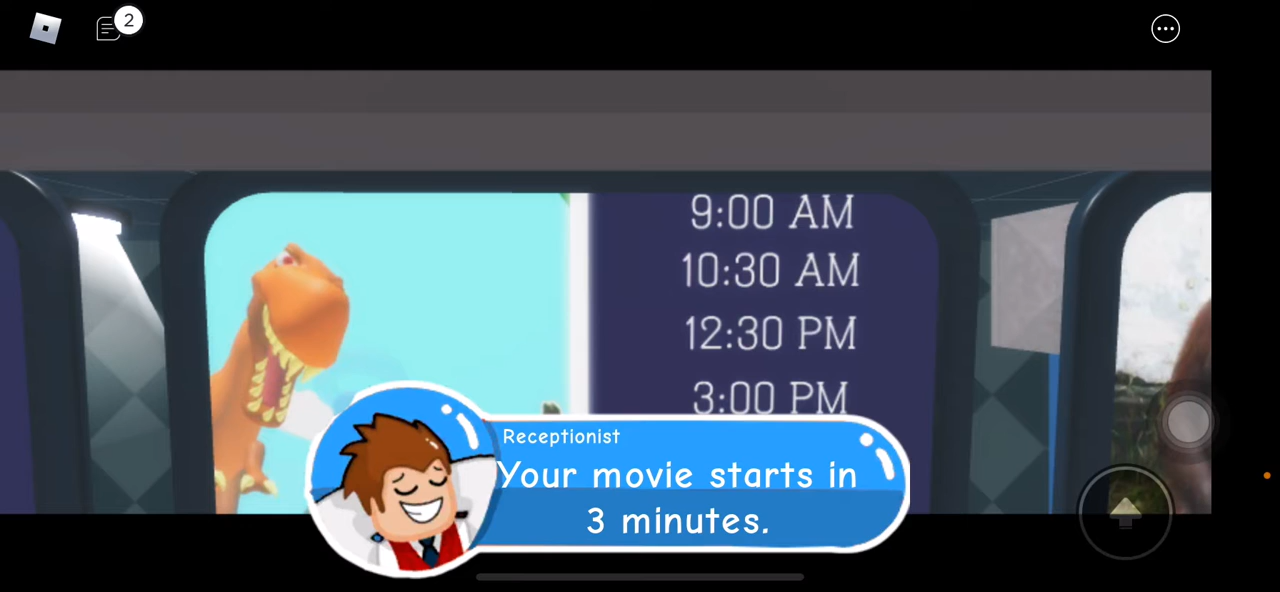 2
9:00 AM
10:30 AM
12:30 PM
3:00 PM
Receptionist
Your movie starts in
3 minutes.